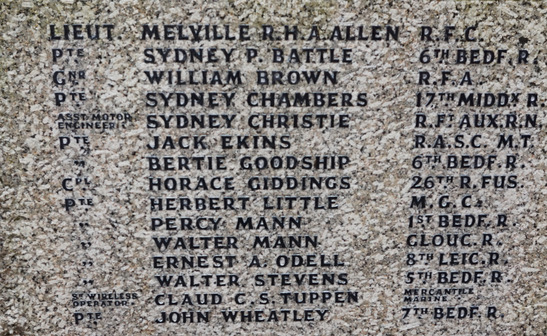 LIEUT. MELVILLE R.H.A. ALLEN R.F.C.
PTE SYDNEY P. BATTLE 6TH BEDF. R.
GNR WILLIAM BROWN R.F.A.
PTE SYDNEY CHAMBERS 17TH MIDDX R.
ASST MOTOR ENGINEER SYDNEY CHRISTIE R. FT AUX. R.N.
PTE JACK EKINS R.A.S.C. M.T.
" BERTIE GOODSHIP 6TH BEDF. R.
CPL HORACE GIDDINGS 26TH R. FUS.
PTE HERBERT LITTLE M.G.C.
" PERCY MANN 1ST BEDF. R.
" WALTER MANN GLOUC. R.
" ERNEST A. ODELL 8TH LEIC. R.
" WALTER STEVENS 5TH BEDF. R.
WIRELESS OPERATOR CLAUD C.S. TUPPEN MERCANTILE MARINE
PTE JOHN WHEATLEY 7TH BEDF. R.